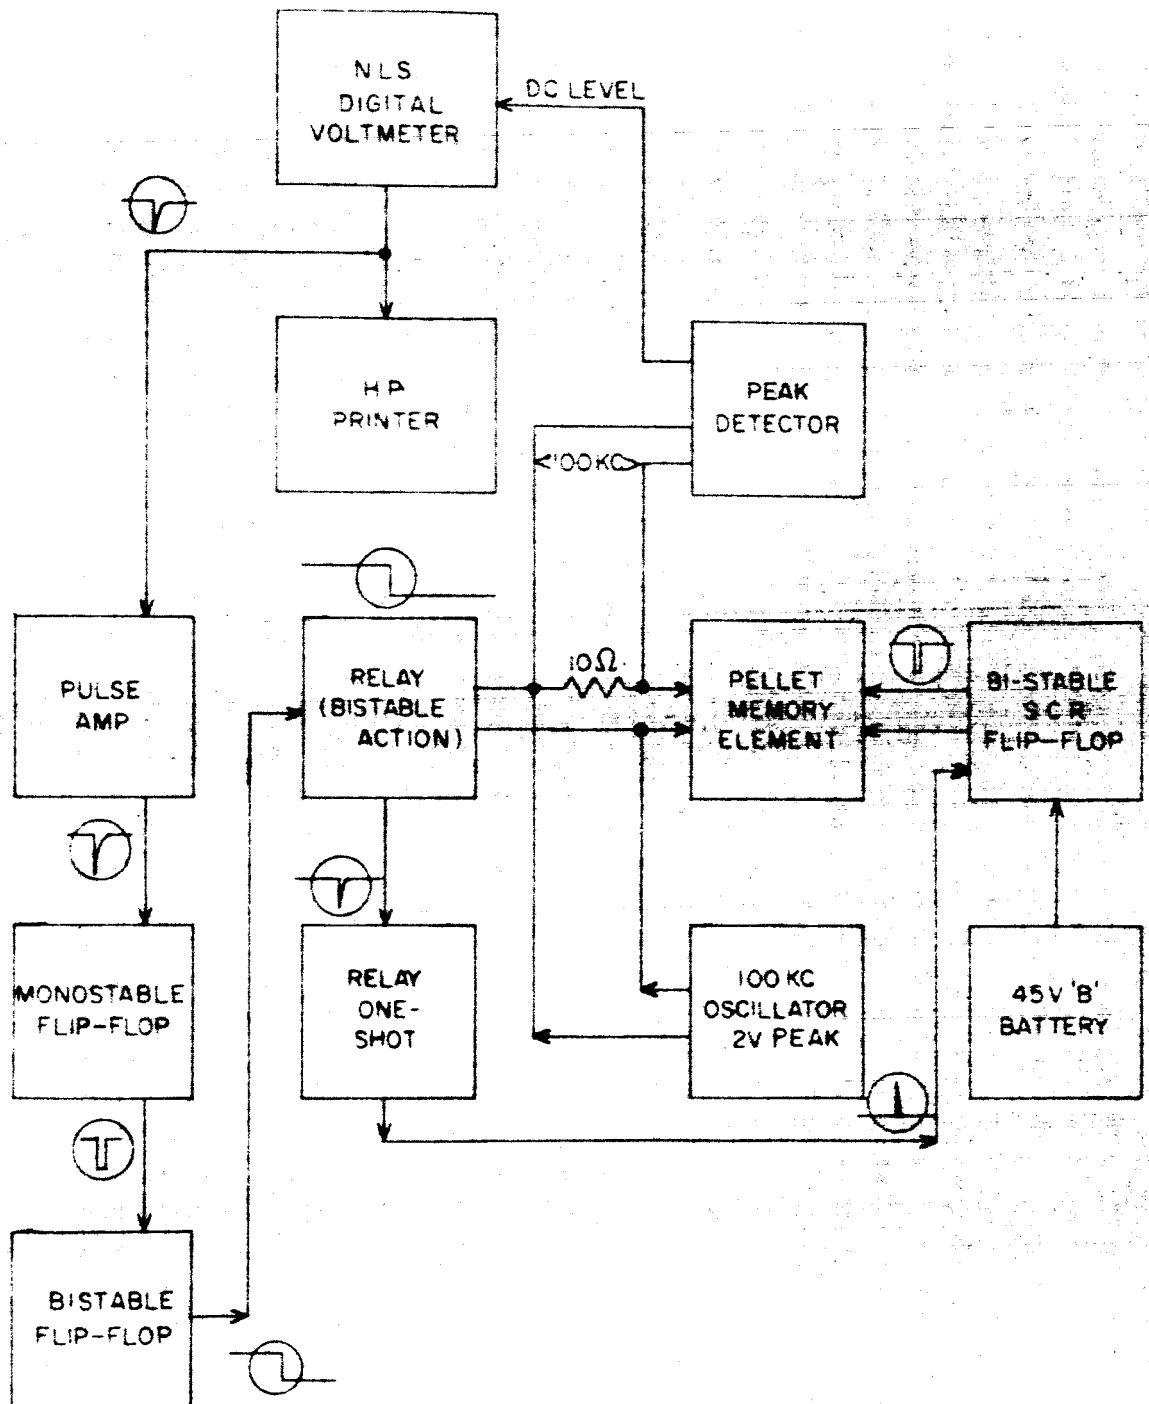 NLS
DIGITAL
VOLTMETER
DC LEVEL
HP
PRINTER
PEAK
DETECTOR
100 KC
PULSE
AMP
RELAY
(BISTABLE
ACTION)
10Ω
PELLET
MEMORY
ELEMENT
BI-STABLE
SCR
FLIP-FLOP
MONOSTABLE
FLIP-FLOP
RELAY
ONE-
SHOT
100 KC
OSCILLATOR
2V PEAK
45V 'B'
BATTERY
BISTABLE
FLIP-FLOP